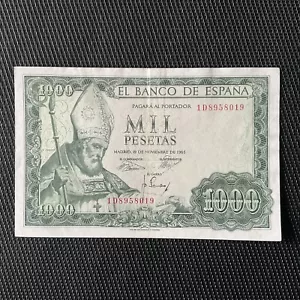 1000
EL BANCO DE ESPAÑA
PAGARÁ AL PORTADOR
1D8958019
MIL
PESETAS
MADRID, 19 DE NOVIEMBRE DE 1965
1D8958019
1000
1000